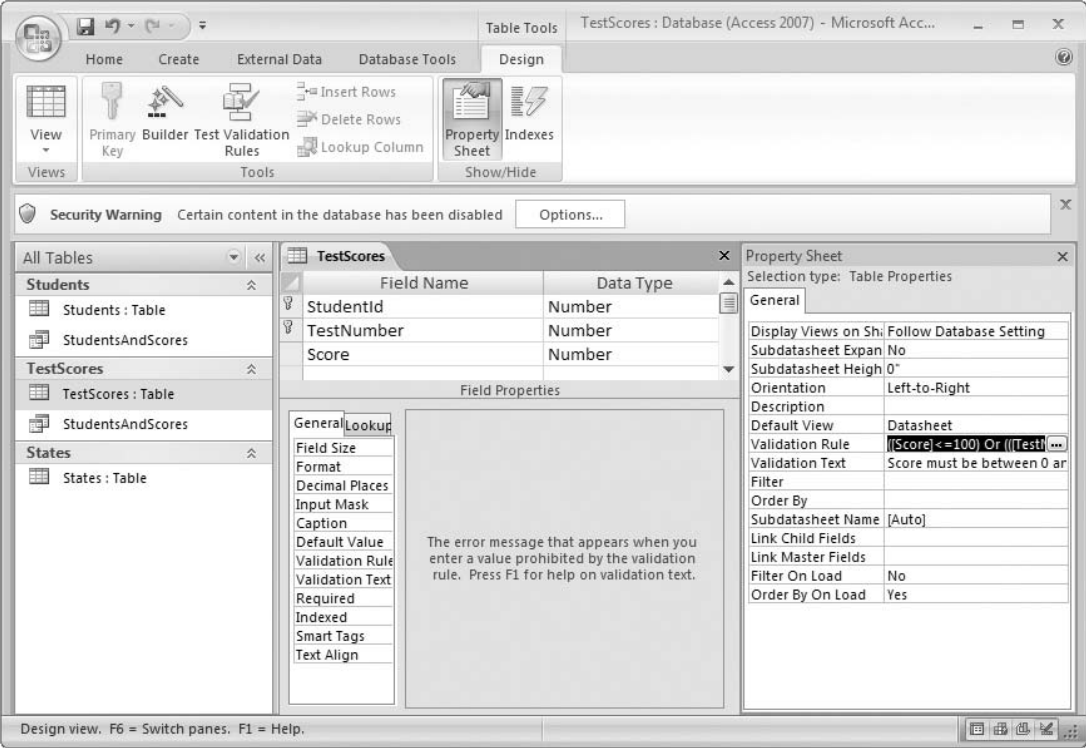 Table Tools
TestScores : Database (Access 2007) - Microsoft Acc...
Home Create External Data Database Tools Design
View
Primary Key
Builder
Test Validation Rules
Insert Rows
Delete Rows
Lookup Column
Property Sheet
Indexes
Views Tools Show/Hide
Security Warning Certain content in the database has been disabled Options...
All Tables
Students
Students : Table
StudentsAndScores
TestScores
TestScores : Table
StudentsAndScores
States
States : Table
TestScores
Field Name Data Type
StudentId Number
TestNumber Number
Score Number
Field Properties
General Lookup
Field Size
Format
Decimal Places
Input Mask
Caption
Default Value
Validation Rule
Validation Text
Required
Indexed
Smart Tags
Text Align
The error message that appears when you
enter a value prohibited by the validation
rule. Press F1 for help on validation text.
Property Sheet
Selection type: Table Properties
General
Display Views on Sha Follow Database Setting
Subdatasheet Expan No
Subdatasheet Heigh 0"
Orientation Left-to-Right
Description
Default View Datasheet
Validation Rule ([Score]<=100) Or ((([TestN ...
Validation Text Score must be between 0 an
Filter
Order By
Subdatasheet Name [Auto]
Link Child Fields
Link Master Fields
Filter On Load No
Order By On Load Yes
Design view. F6 = Switch panes. F1 = Help.